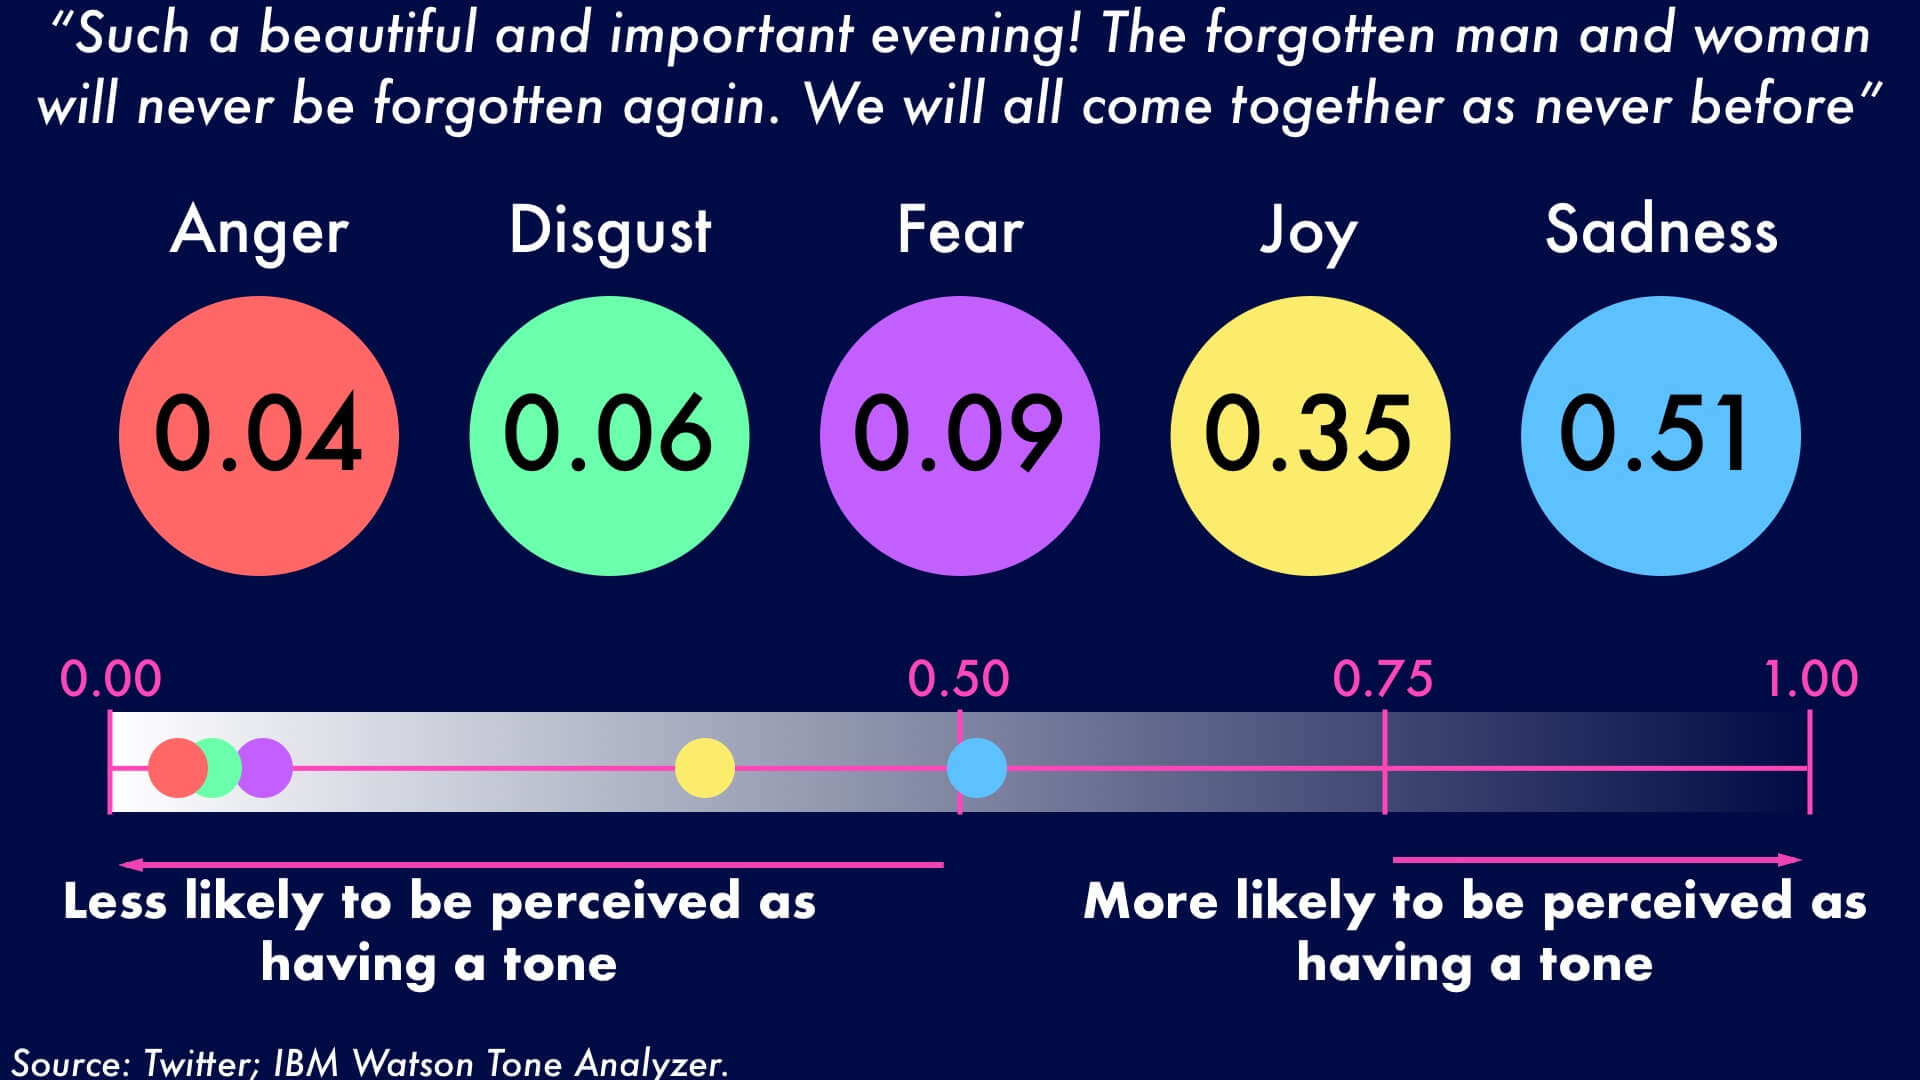 “Such a beautiful and important evening! The forgotten man and woman
will never be forgotten again. We will all come together as never before”
Anger Disgust Fear Joy Sadness
0.04 0.06 0.09 0.35 0.51
0.00 0.50 0.75 1.00
Less likely to be perceived as
having a tone
More likely to be perceived as
having a tone
Source: Twitter; IBM Watson Tone Analyzer.